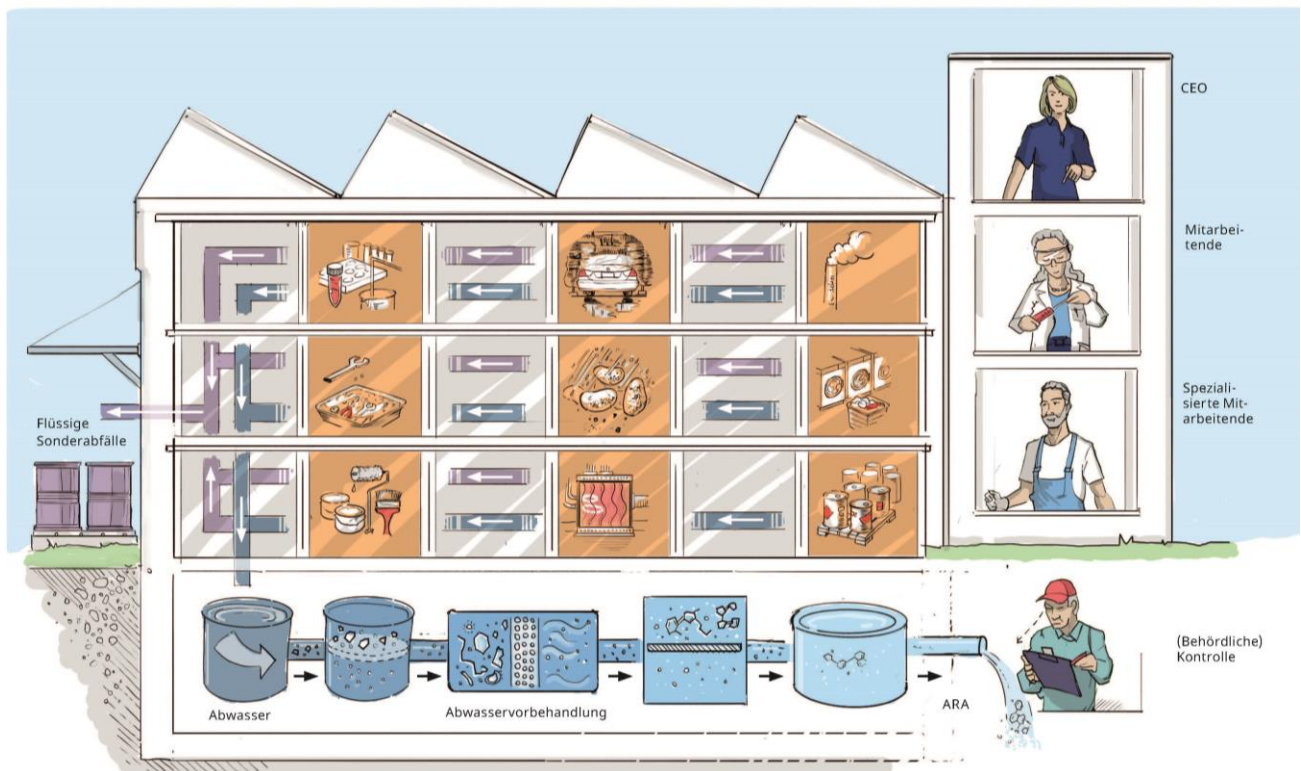 CEO
Mitarbei-
tende
Speziali-
sierte Mit-
arbeitende
Flüssige
Sonderabfälle
(Behördliche)
Kontrolle
Abwasser
Abwasservorbehandlung
ARA